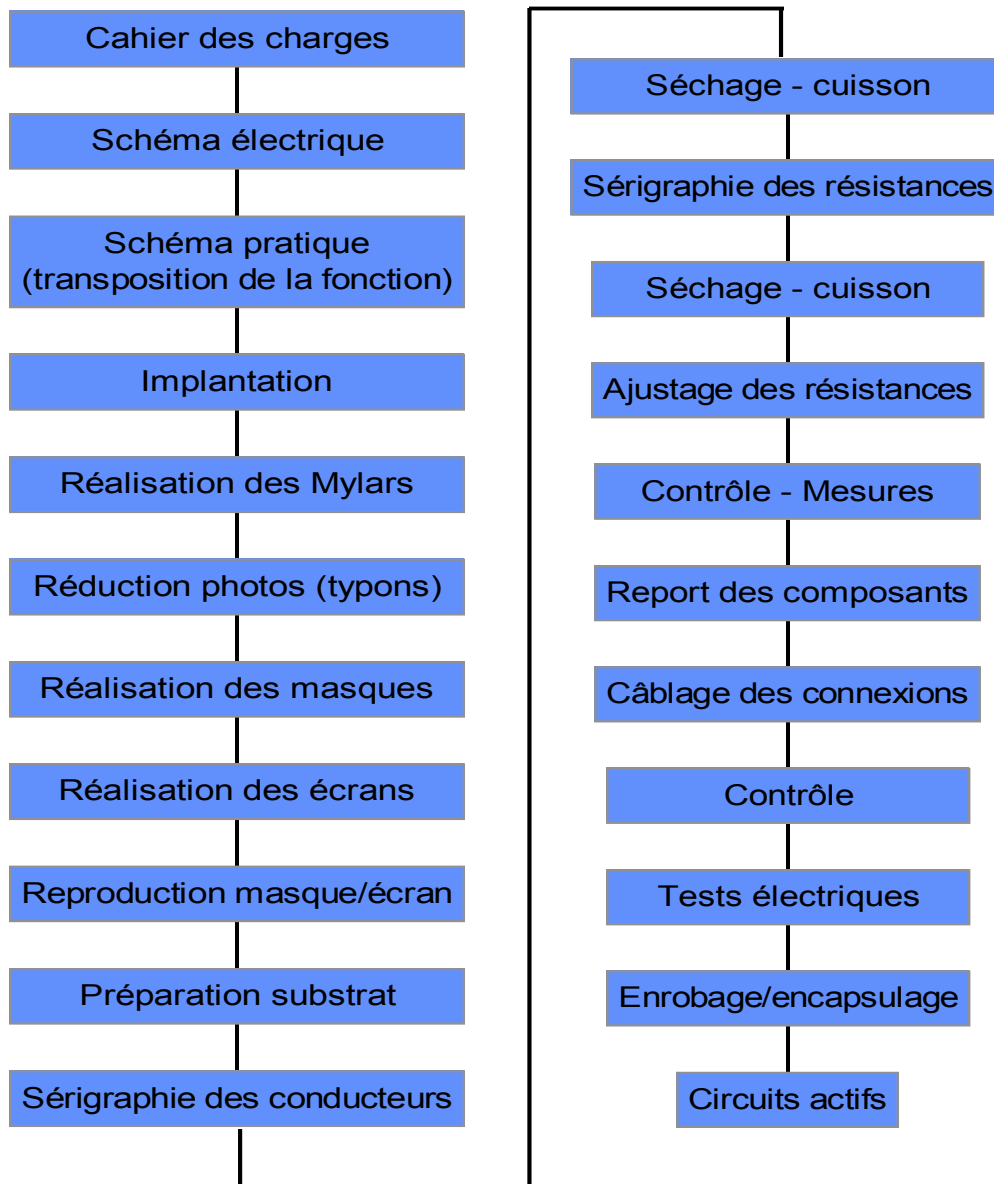 Cahier des charges
Schéma électrique
Schéma pratique
(transposition de la fonction)
Implantation
Réalisation des Mylars
Réduction photos (typons)
Réalisation des masques
Réalisation des écrans
Reproduction masque/écran
Préparation substrat
Sérigraphie des conducteurs
Séchage - cuisson
Sérigraphie des résistances
Séchage - cuisson
Ajustage des résistances
Contrôle - Mesures
Report des composants
Câblage des connexions
Contrôle
Tests électriques
Enrobage/encapsulage
Circuits actifs